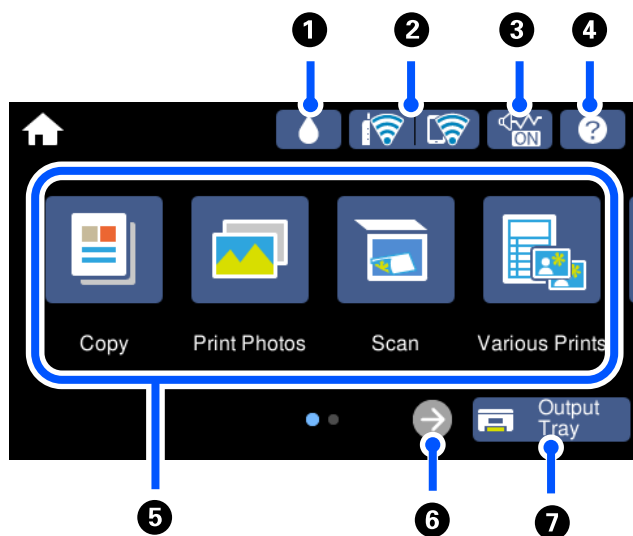 1 2 3 4
ON ?
Copy Print Photos Scan Various Prints
Output
Tray
5 6 7